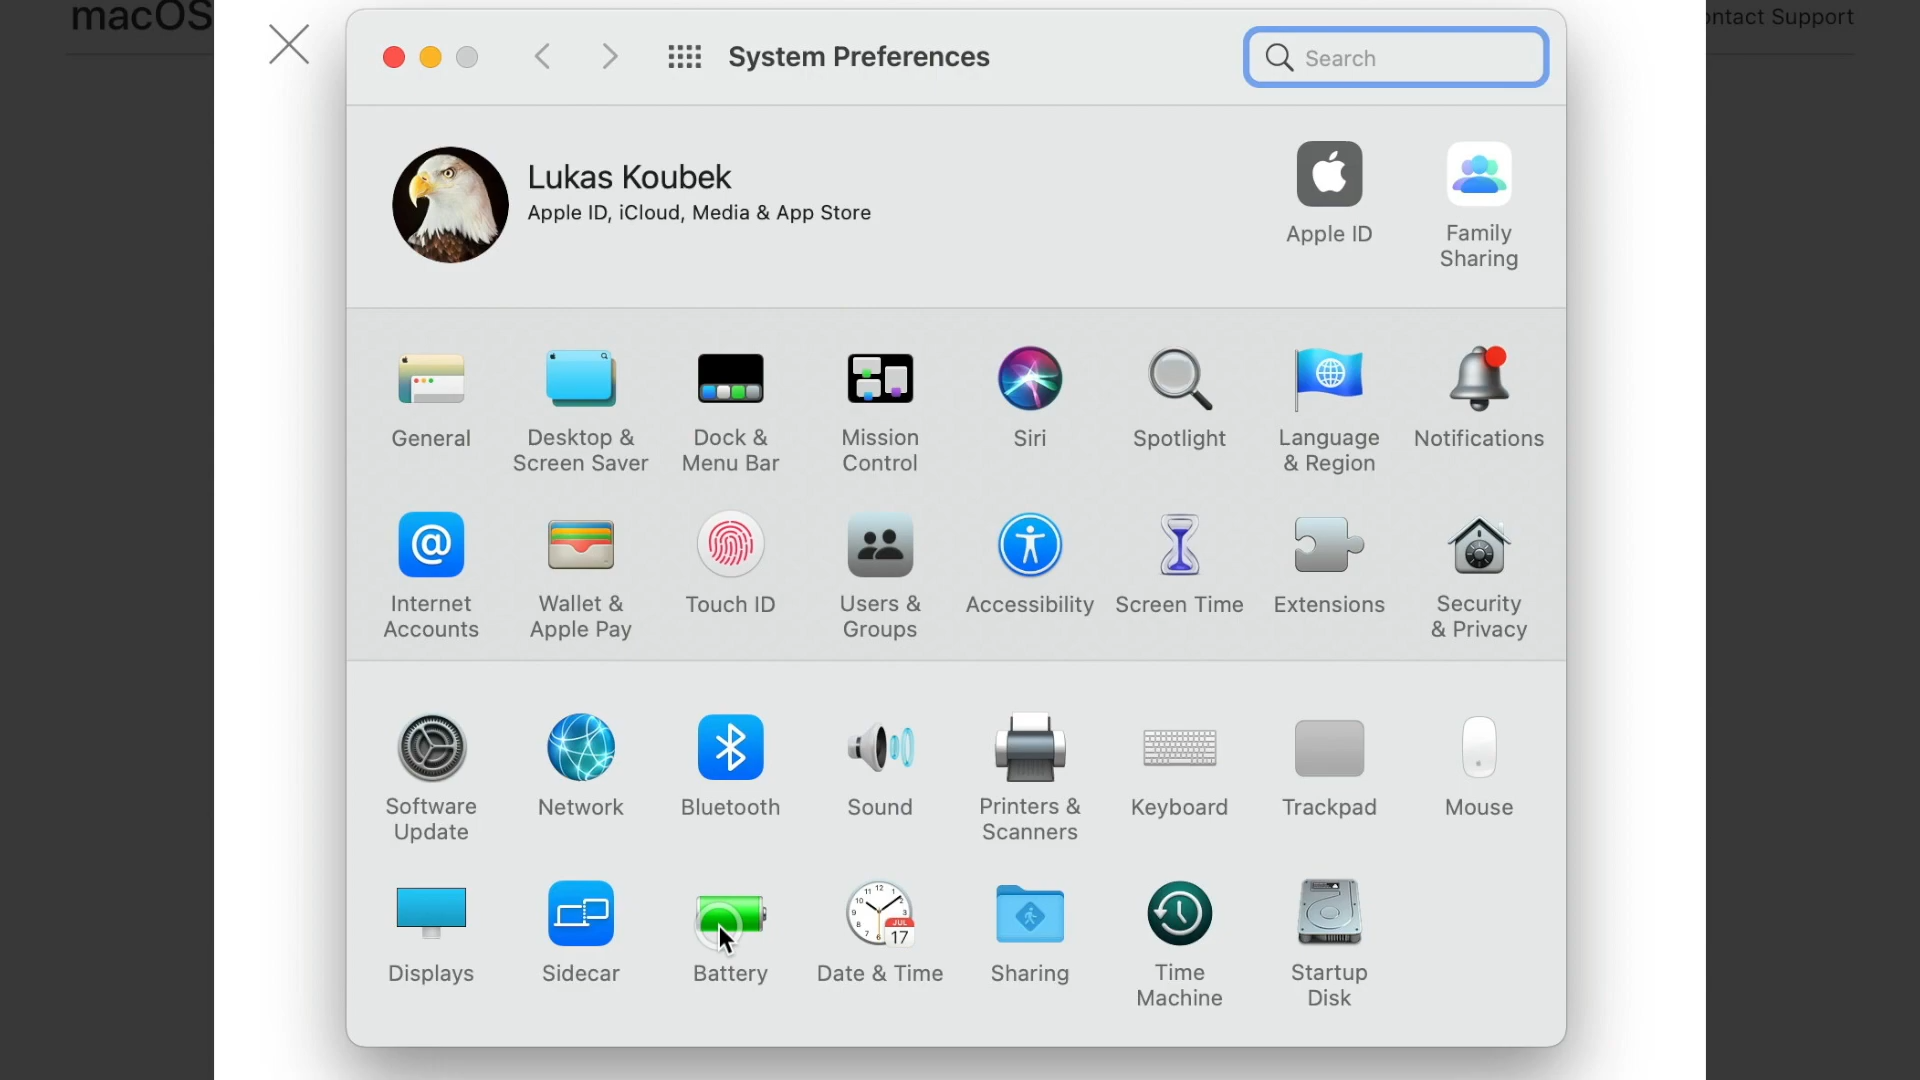 macOS
ontact Support
System Preferences
Search
Lukas Koubek
Apple ID, iCloud, Media & App Store
Apple ID
Family
Sharing
General
Desktop &
Screen Saver
Dock &
Menu Bar
Mission
Control
Siri
Spotlight
Language
& Region
Notifications
Internet
Accounts
Wallet &
Apple Pay
Touch ID
Users &
Groups
Accessibility
Screen Time
Extensions
Security
& Privacy
Software
Update
Network
Bluetooth
Sound
Printers &
Scanners
Keyboard
Trackpad
Mouse
Displays
Sidecar
Battery
JUL
17
Date & Time
Sharing
Time
Machine
Startup
Disk